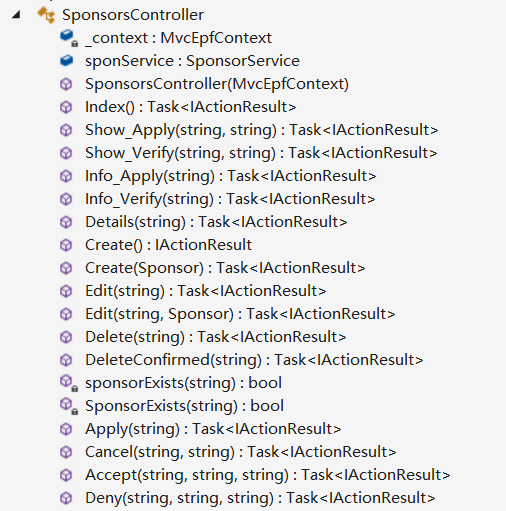 SponsorsController
_context : MvcEpfContext
sponService : SponsorService
SponsorsController(MvcEpfContext)
Index() : Task<IActionResult>
Show_Apply(string, string) : Task<IActionResult>
Show_Verify(string, string) : Task<IActionResult>
Info_Apply(string) : Task<IActionResult>
Info_Verify(string) : Task<IActionResult>
Details(string) : Task<IActionResult>
Create() : IActionResult
Create(Sponsor) : Task<IActionResult>
Edit(string) : Task<IActionResult>
Edit(string, Sponsor) : Task<IActionResult>
Delete(string) : Task<IActionResult>
DeleteConfirmed(string) : Task<IActionResult>
sponsorExists(string) : bool
SponsorExists(string) : bool
Apply(string) : Task<IActionResult>
Cancel(string, string) : Task<IActionResult>
Accept(string, string, string) : Task<IActionResult>
Deny(string, string, string) : Task<IActionResult>